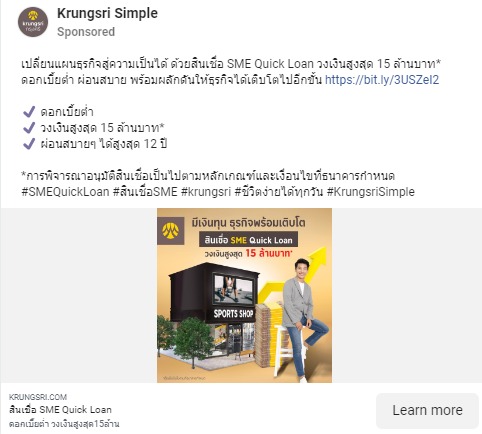 Krungsri Simple
Sponsored
เปลี่ยนแผนธุรกิจสู่ความเป็นได้ ด้วยสินเชื่อ SME Quick Loan วงเงินสูงสุด 15 ล้านบาท*
ดอกเบี้ยต่ำ ผ่อนสบาย พร้อมผลักดันให้ธุรกิจได้เติบโตไปอีกขั้น https://bit.ly/3USZeI2
ดอกเบี้ยต่ำ
วงเงินสูงสุด 15 ล้านบาท*
ผ่อนสบายๆ ได้สูงสุด 12 ปี
*การพิจารณาอนุมัติสินเชื่อเป็นไปตามหลักเกณฑ์และเงื่อนไขที่ธนาคารกำหนด
#SMEQuickLoan #สินเชื่อSME #krungsri #ชีวิตง่ายได้ทุกวัน #KrungsriSimple
มีเงินทุน ธุรกิจพร้อมเติบโต
สินเชื่อ SME Quick Loan
วงเงินสูงสุด 15 ล้านบาท*
SPORTS SHOP
KRUNGSRI.COM
สินเชื่อ SME Quick Loan
ดอกเบี้ยต่ำ วงเงินสูงสุด15ล้าน
Learn more